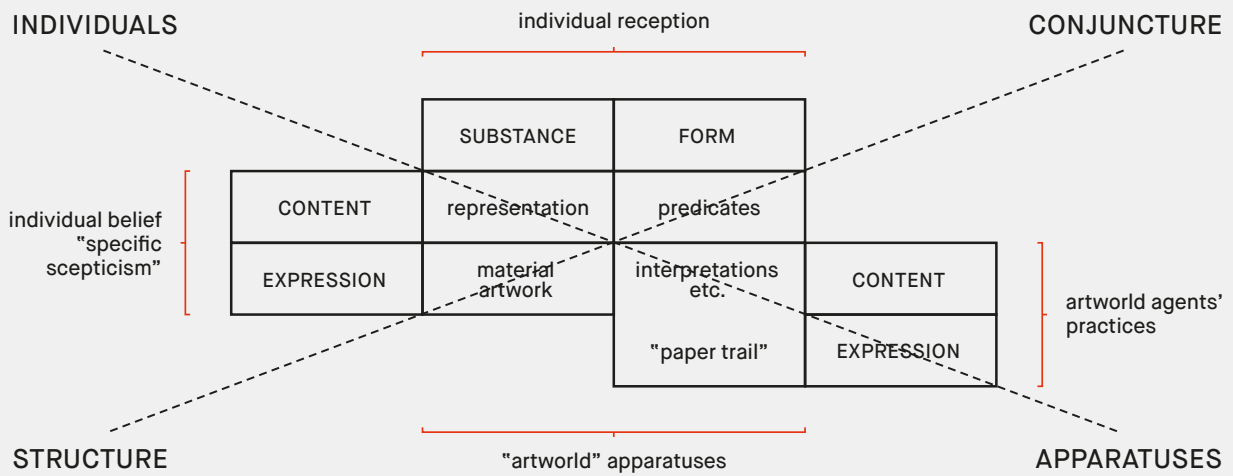 INDIVIDUALS
individual reception
CONJUNCTURE
SUBSTANCE
FORM
individual belief
"specific
scepticism"
CONTENT
representation
predicates
EXPRESSION
material
artwork
interpretations
etc.
CONTENT
"paper trail"
EXPRESSION
artworld agents’
practices
STRUCTURE
"artworld" apparatuses
APPARATUSES